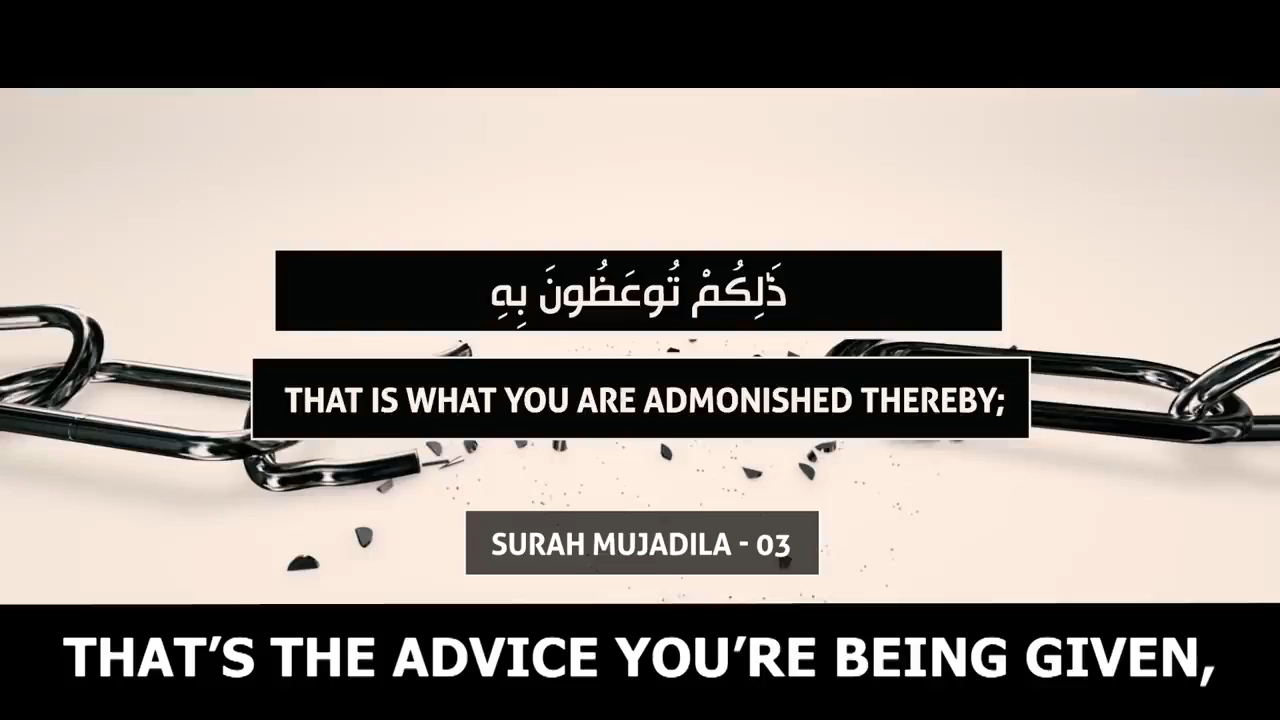 ذَٰلِكُمْ تُوعَظُونَ بِهِ
THAT IS WHAT YOU ARE ADMONISHED THEREBY;
SURAH MUJADILA - 03
THAT'S THE ADVICE YOU'RE BEING GIVEN,